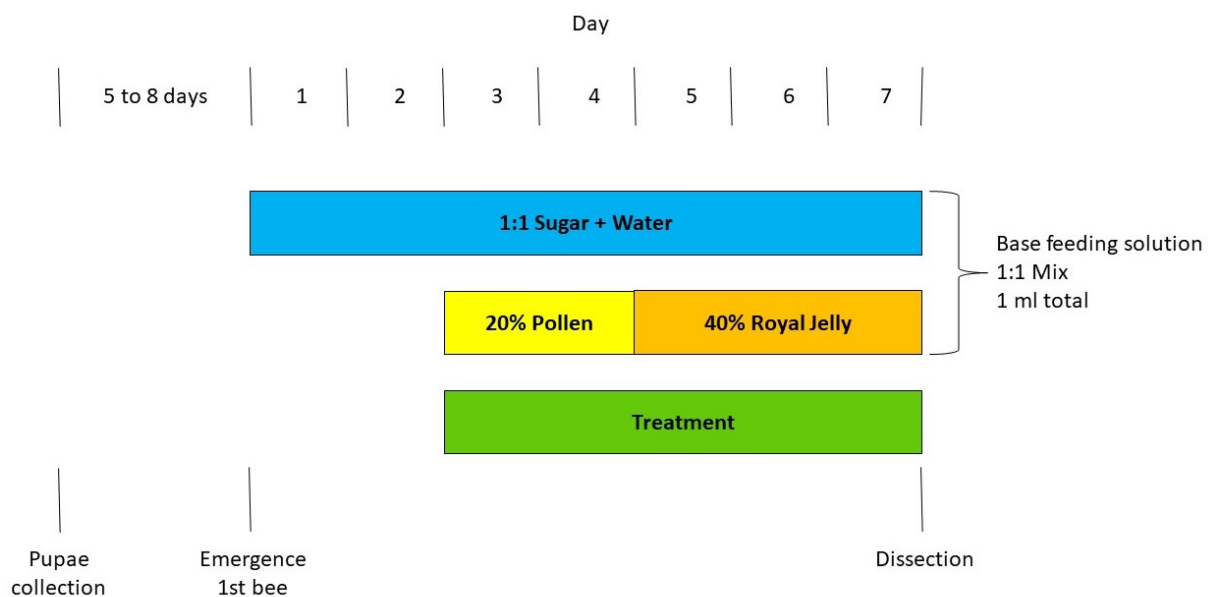 Day
5 to 8 days 1 2 3 4 5 6 7
1:1 Sugar + Water
Base feeding solution
1:1 Mix
1 ml total
20% Pollen 40% Royal Jelly
Treatment
Pupae
collection
Emergence
1st bee
Dissection